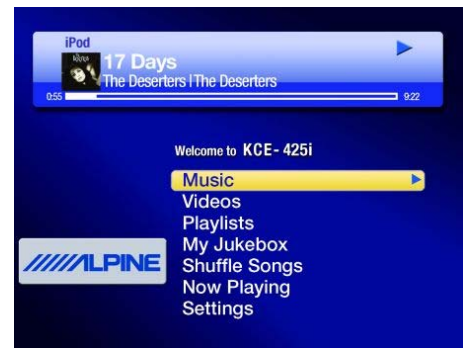 iPod
17 Days
The Deserters | The Deserters
0:55
9:22
Welcome to KCE-425i
Music
Videos
Playlists
My Jukebox
ALPINE
Shuffle Songs
Now Playing
Settings